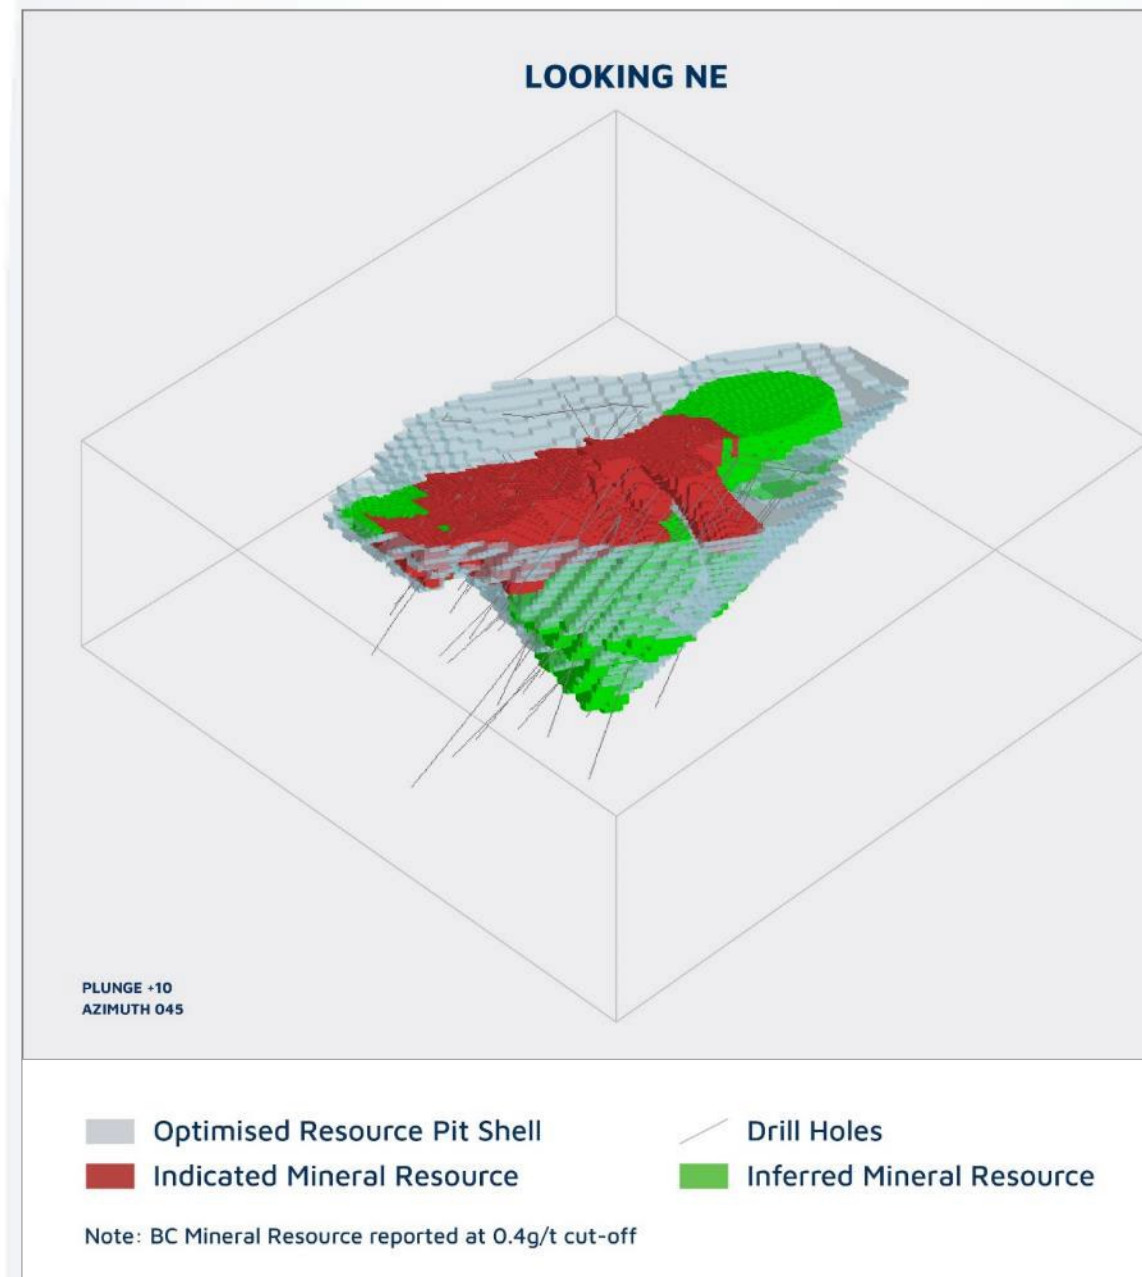 LOOKING NE
PLUNGE +10
AZIMUTH 045
Optimised Resource Pit Shell
Drill Holes
Indicated Mineral Resource
Inferred Mineral Resource
Note: BC Mineral Resource reported at 0.4g/t cut-off